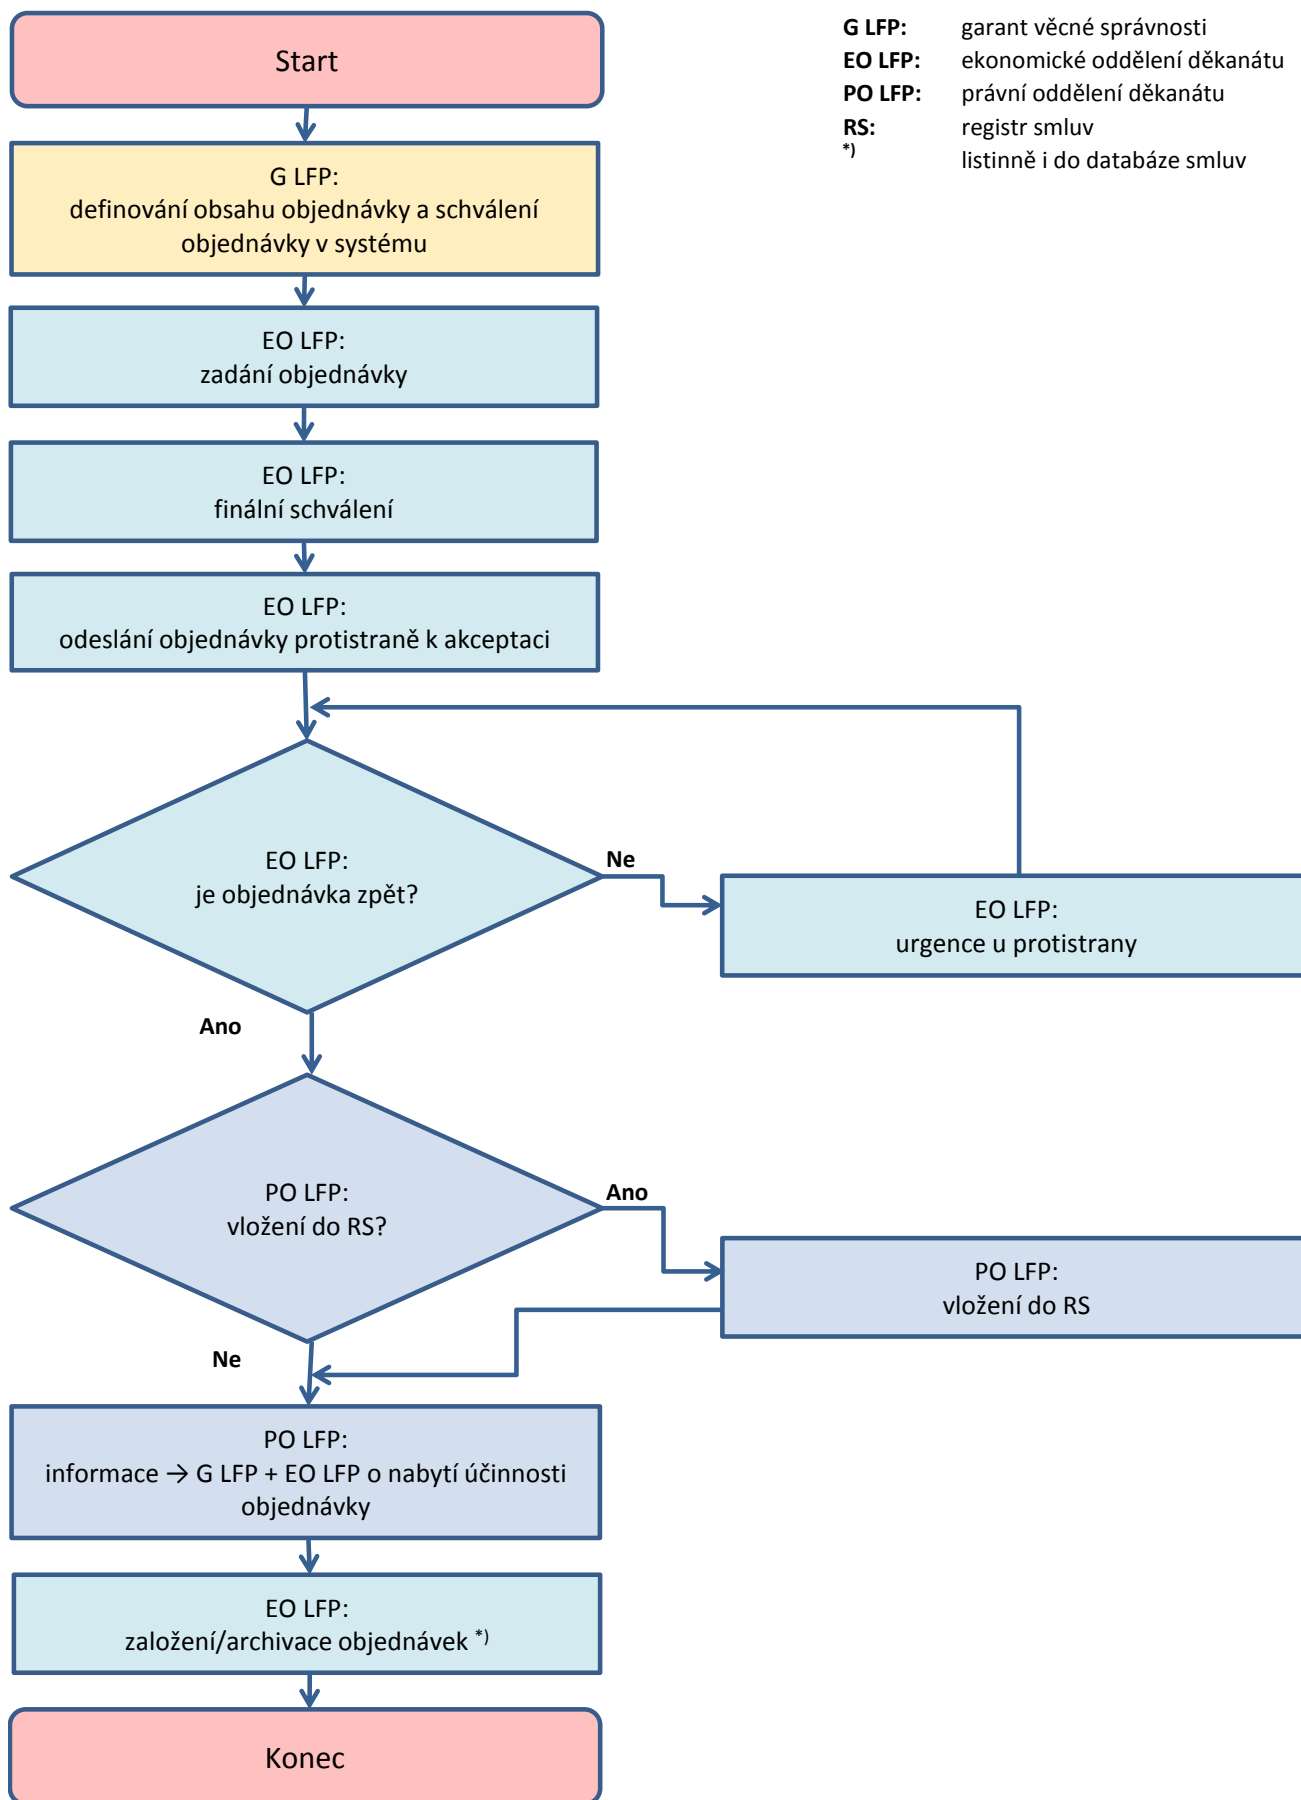 Start
G LFP: garant věcné správnosti
EO LFP: ekonomické oddělení děkanátu
PO LFP: právní oddělení děkanátu
RS: registr smluv
*) listinně i do databáze smluv
G LFP:
definování obsahu objednávky a schválení
objednávky v systému
EO LFP:
zadání objednávky
EO LFP:
finální schválení
EO LFP:
odeslání objednávky protistraně k akceptaci
EO LFP:
je objednávka zpět?
Ne
EO LFP:
urgence u protistrany
Ano
PO LFP:
vložení do RS?
Ano
PO LFP:
vložení do RS
Ne
PO LFP:
informace → G LFP + EO LFP o nabytí účinnosti
objednávky
EO LFP:
založení/archivace objednávek *)
Konec